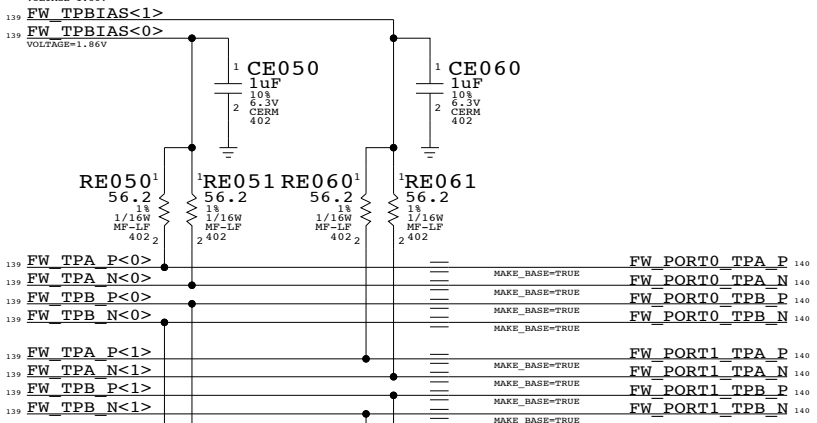 139 FW_TPBIAS<1>
139 FW_TPBIAS<0>
VOLTAGE=1.86V
1 CE050
1uF
10%
6.3V
2 CERM
402
1 CE060
1uF
10%
6.3V
2 CERM
402
RE050 1
56.2
1%
1/16W
MF-LF
402 2
1 RE051
56.2
1%
1/16W
MF-LF
2 402
RE060 1
56.2
1%
1/16W
MF-LF
402 2
1 RE061
56.2
1%
1/16W
MF-LF
2 402
139 FW_TPA_P<0> FW_PORT0_TPA_P 140
MAKE_BASE=TRUE
139 FW_TPA_N<0> FW_PORT0_TPA_N 140
MAKE_BASE=TRUE
139 FW_TPB_P<0> FW_PORT0_TPB_P 140
MAKE_BASE=TRUE
139 FW_TPB_N<0> FW_PORT0_TPB_N 140
MAKE_BASE=TRUE
139 FW_TPA_P<1> FW_PORT1_TPA_P 140
MAKE_BASE=TRUE
139 FW_TPA_N<1> FW_PORT1_TPA_N 140
MAKE_BASE=TRUE
139 FW_TPB_P<1> FW_PORT1_TPB_P 140
MAKE_BASE=TRUE
139 FW_TPB_N<1> FW_PORT1_TPB_N 140
MAKE_BASE=TRUE